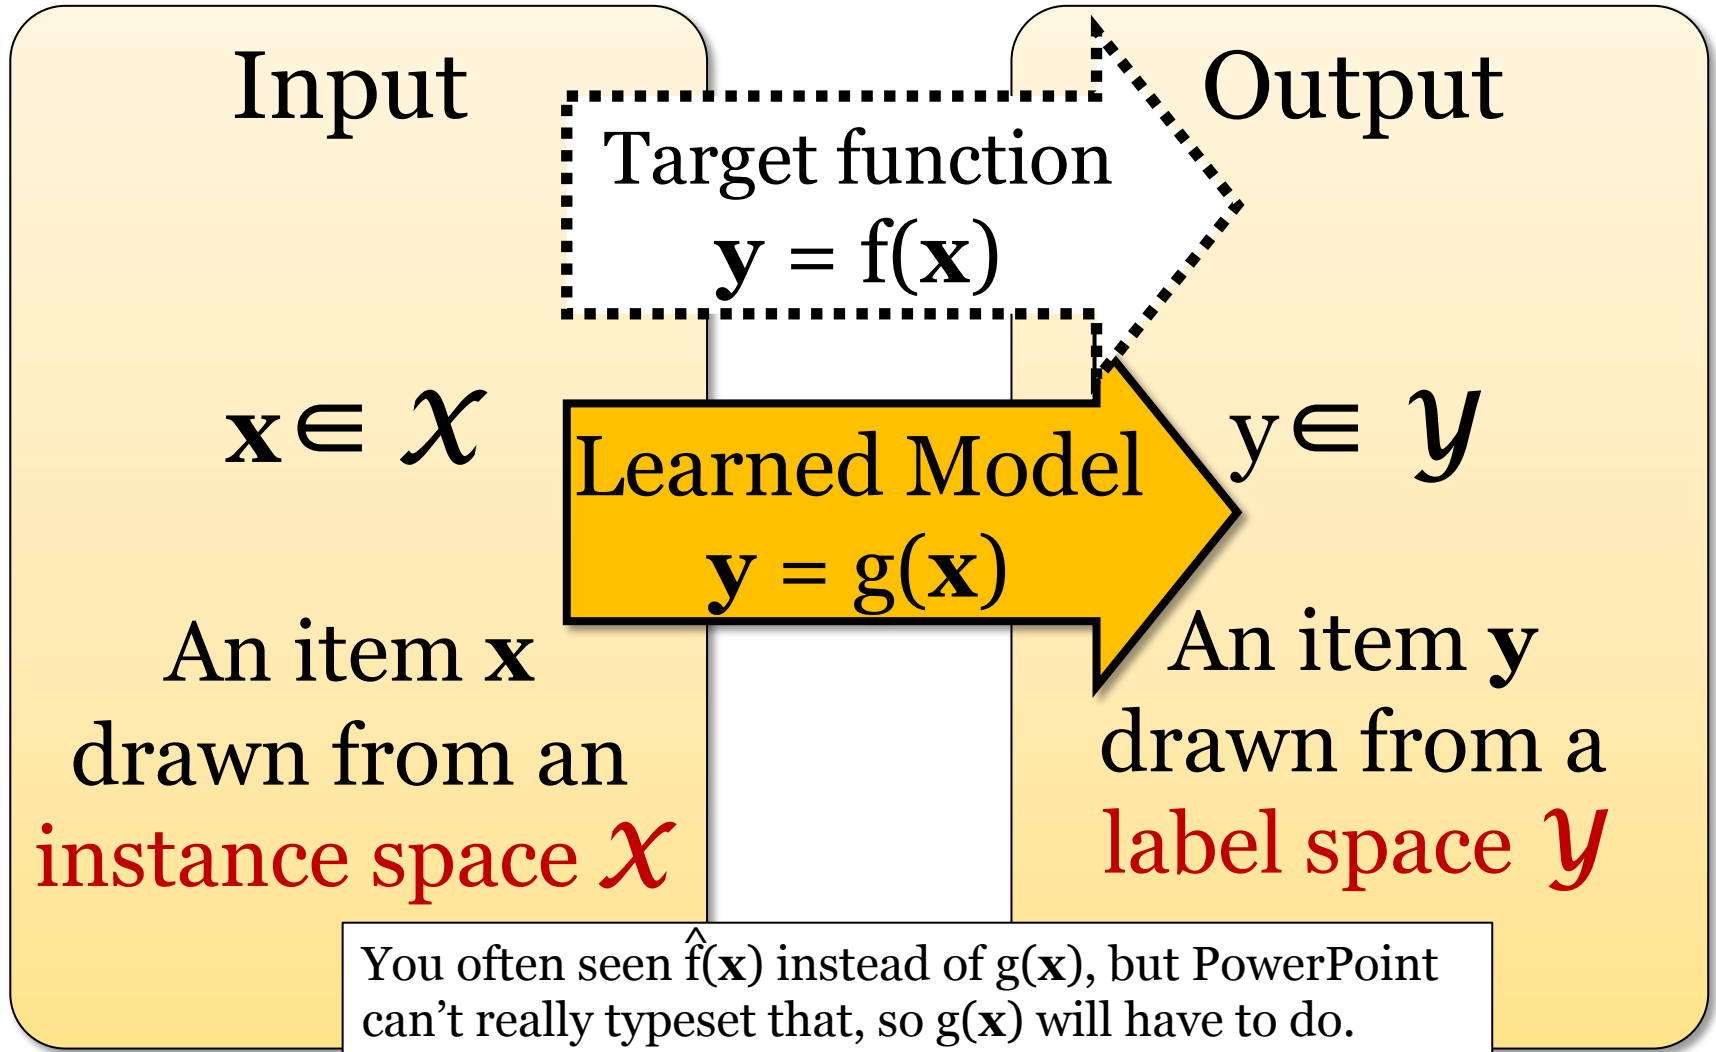 Input
Target function
y = f(x)
Output
x ∈ 𝒳
Learned Model
y = g(x)
y ∈ 𝒴
An item x
drawn from an
instance space 𝒳
An item y
drawn from a
label space 𝒴
You often seen f̂(x) instead of g(x), but PowerPoint
can’t really typeset that, so g(x) will have to do.